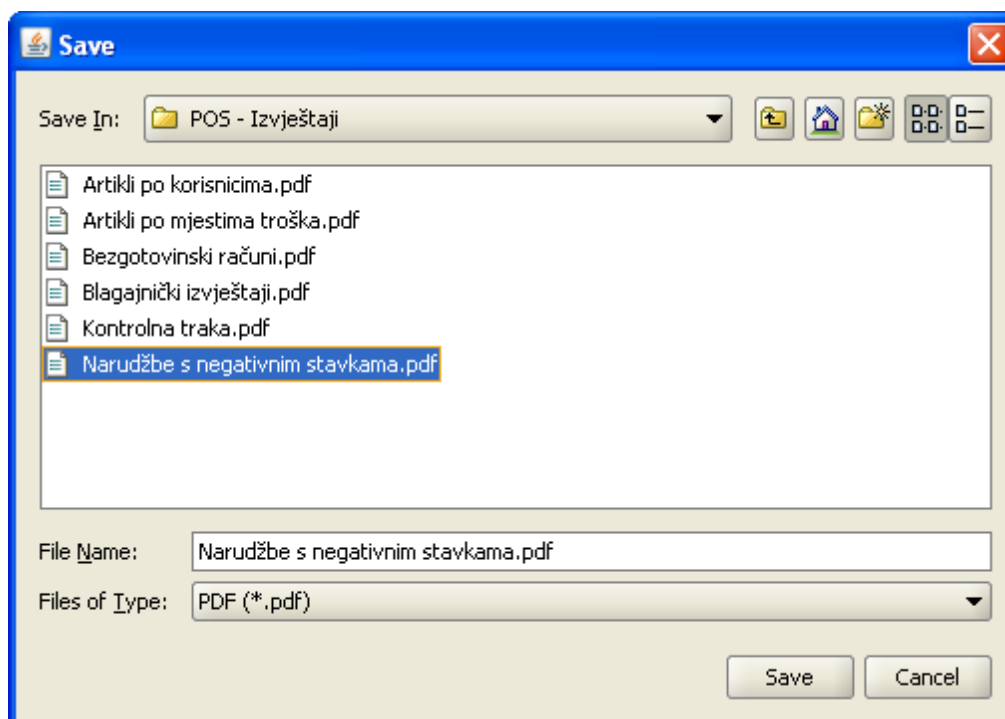 Save
Save In: POS - Izvještaji
Artikli po korisnicima.pdf
Artikli po mjestima troška.pdf
Bezgotovinski računi.pdf
Blagajnički izvještaji.pdf
Kontrolna traka.pdf
Narudžbe s negativnim stavkama.pdf
File Name: Narudžbe s negativnim stavkama.pdf
Files of Type: PDF (*.pdf)
Save Cancel